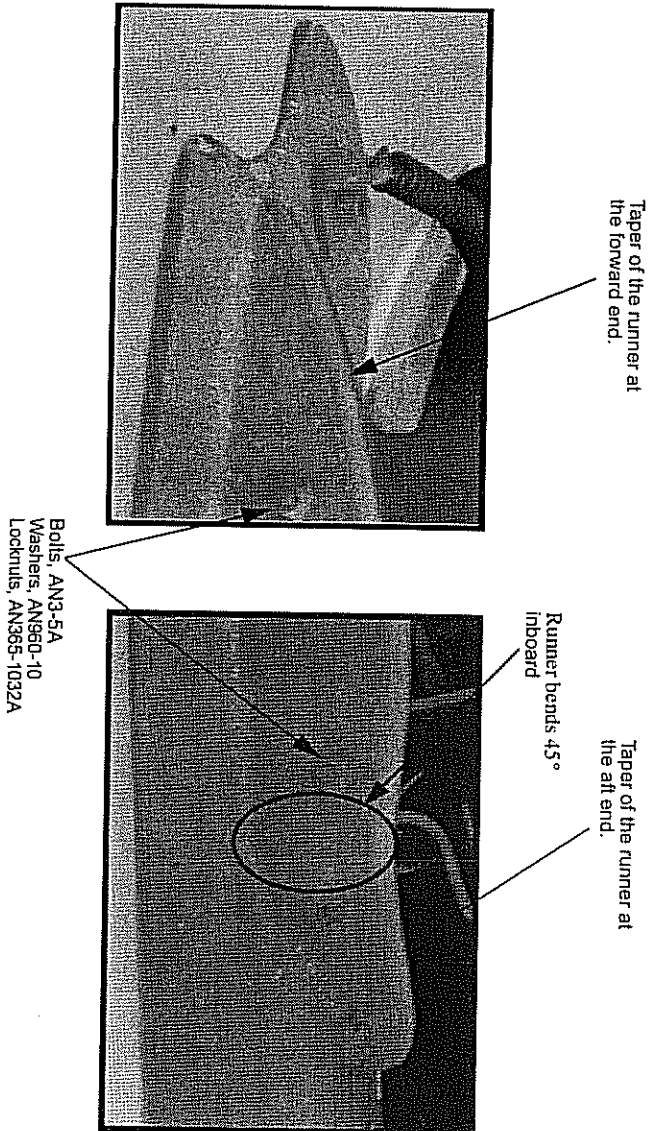 Taper of the runner at
the forward end.
Taper of the runner at
the aft end.
Runner bends 45°
inboard
Bolts, AN3-5A
Washers, AN960-10
Locknuts, AN365-1032A